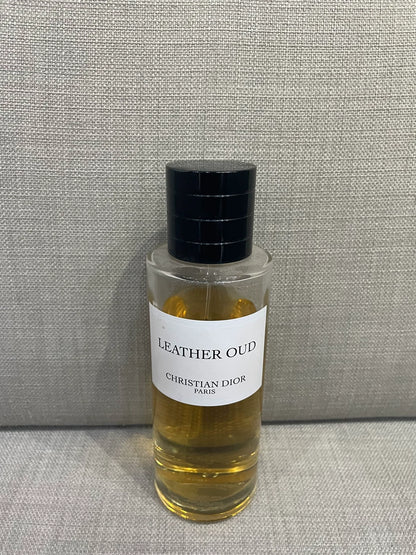 LEATHER OUD
CHRISTIAN DIOR
PARIS